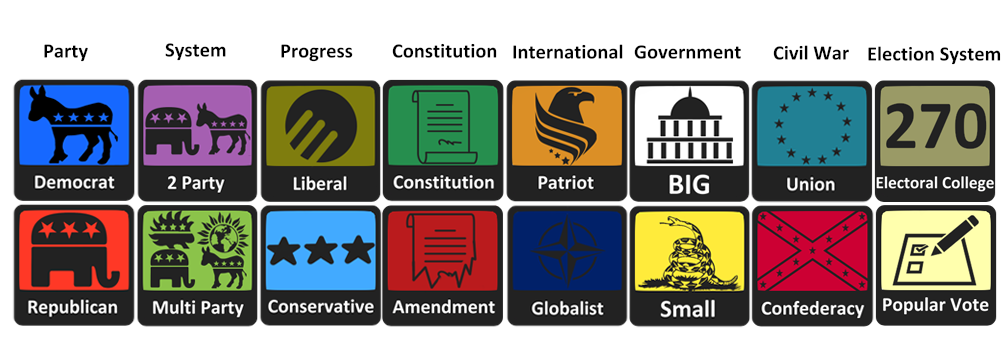 Party System Progress Constitution International Government Civil War Election System
270
Democrat 2 Party Liberal Constitution Patriot BIG Union Electoral College
Republican Multi Party Conservative Amendment Globalist Small Confederacy Popular Vote